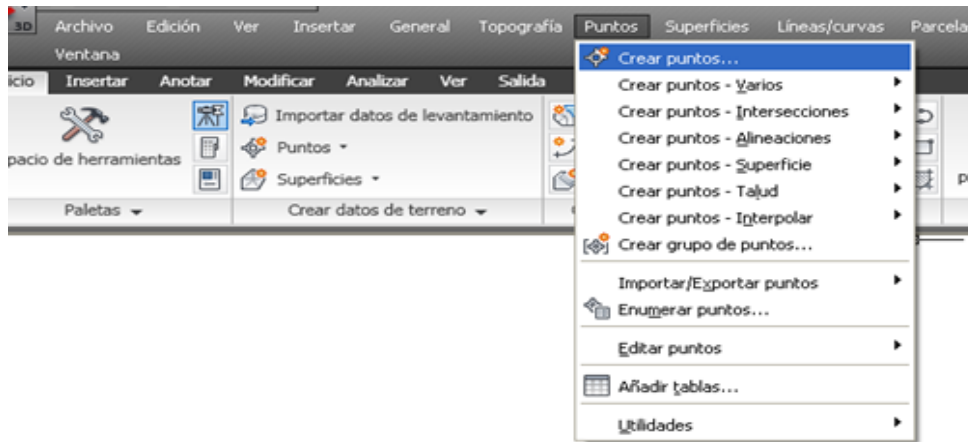 3D Archivo Edición Ver Insertar General Topografía Puntos Superficies Líneas/curvas Parcela
Ventana
icio Insertar Anotar Modificar Analizar Ver Salida
pacio de herramientas
Paletas
Importar datos de levantamiento
Puntos
Superficies
Crear datos de terreno
Crear puntos...
Crear puntos - Varios
Crear puntos - Intersecciones
Crear puntos - Alineaciones
Crear puntos - Superficie
Crear puntos - Talud
Crear puntos - Interpolar
Crear grupo de puntos...
Importar/Exportar puntos
Enumerar puntos...
Editar puntos
Añadir tablas...
Utilidades
p